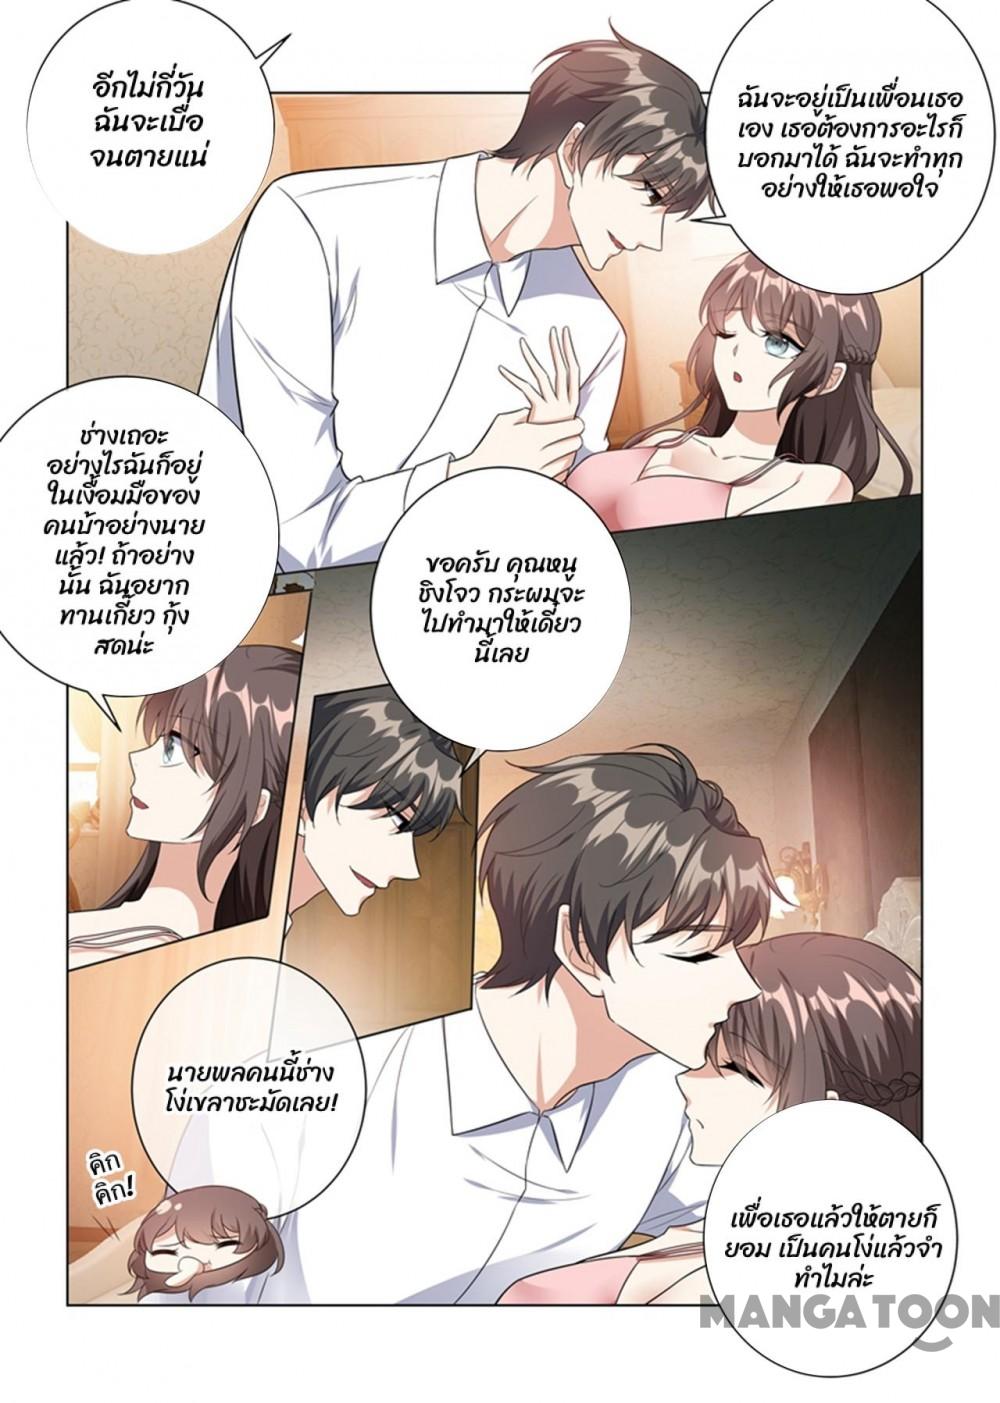 อีกไม่กี่วัน
ฉันจะเบื่อ
จนตายแน่
ฉันจะอยู่เป็นเพื่อนเธอ
เอง เธอต้องการอะไรก็
บอกมาได้ ฉันจะทำทุก
อย่างให้เธอพอใจ
ช่างเถอะ
อย่างไรฉันก็อยู่
ในเงื้อมมือของ
คนบ้าอย่างนาย
แล้ว! ถ้าอย่าง
นั้น ฉันอยาก
ทานเกี๊ยว กุ้ง
สดน่ะ
ขอครับ คุณหนู
ชิงโจว กระผมจะ
ไปทำมาให้เดี๋ยว
นี้เลย
นายพลคนนี้ช่าง
โง่เขลาชะมัดเลย!
คิก
คิก!
เพื่อเธอแล้วให้ตายก็
ยอม เป็นคนโง่แล้วจำ
ทำไมล่ะ
MANGATOON